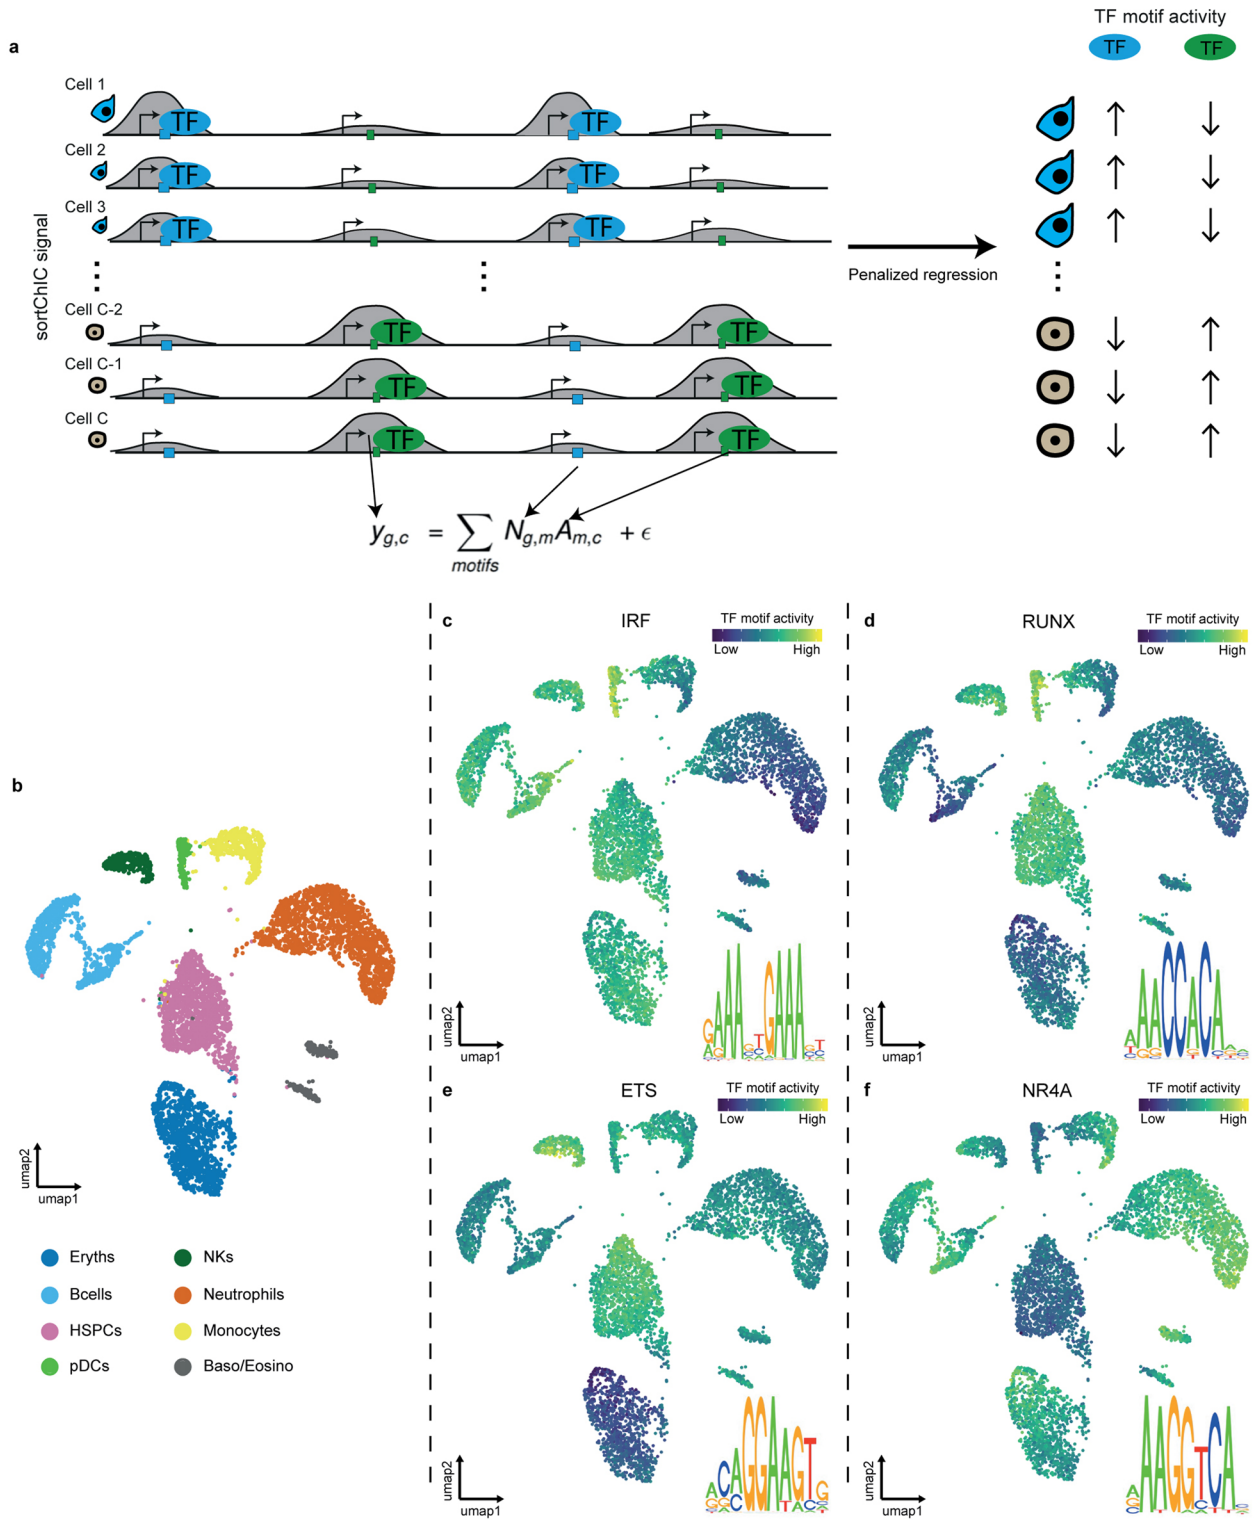 TF motif activity
a
TF TF
Cell 1
TF TF
Cell 2
TF TF
Cell 3
TF TF
sortChIC signal
Penalized regression
Cell C-2
TF TF
Cell C-1
TF TF
Cell C
TF TF
y_{g,c} = ∑_{motifs} N_{g,m}A_{m,c} + ϵ
b
umap2
umap1
Eryths
Bcells
HSPCs
pDCs
NKs
Neutrophils
Monocytes
Baso/Eosino
c
IRF
TF motif activity
Low High
umap2
umap1
d
RUNX
TF motif activity
Low High
umap2
umap1
e
ETS
TF motif activity
Low High
umap2
umap1
f
NR4A
TF motif activity
Low High
umap2
umap1